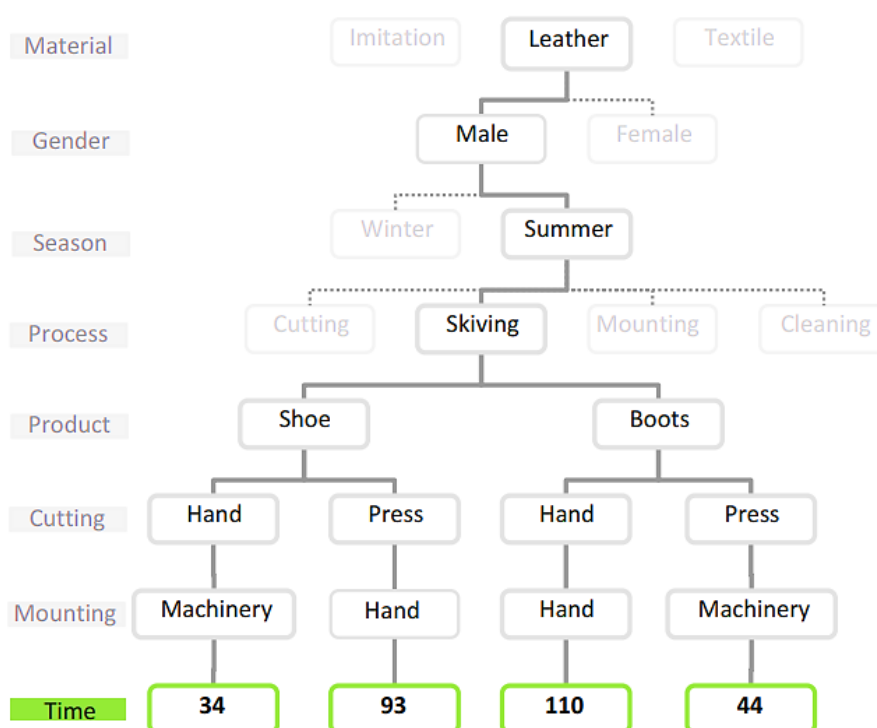 Material Imitation Leather Textile
Gender Male Female
Season Winter Summer
Process Cutting Skiving Mounting Cleaning
Product Shoe Boots
Cutting Hand Press Hand Press
Mounting Machinery Hand Hand Machinery
Time 34 93 110 44